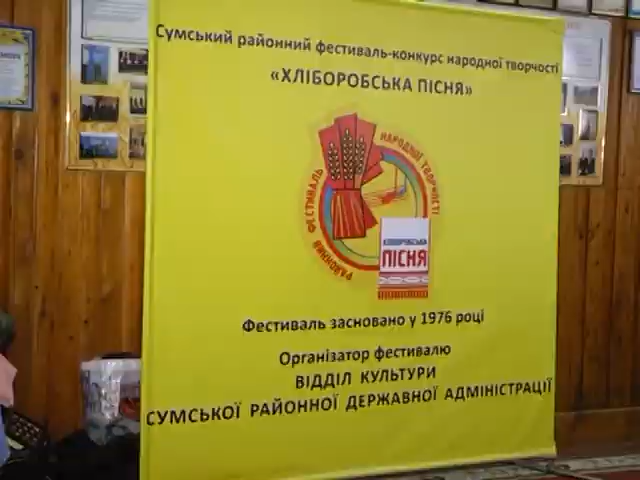 Сумський районний фестиваль-конкурс народної творчості
«ХЛІБОРОБСЬКА ПІСНЯ»
РАЙОННИЙ ФЕСТИВАЛЬ НАРОДНОЇ ТВОРЧОСТІ
ХЛІБОРОБСЬКА
ПІСНЯ
Фестиваль засновано у 1976 році
Організатор фестивалю
ВІДДІЛ КУЛЬТУРИ
СУМСЬКОЇ РАЙОННОЇ ДЕРЖАВНОЇ АДМІНІСТРАЦІЇ